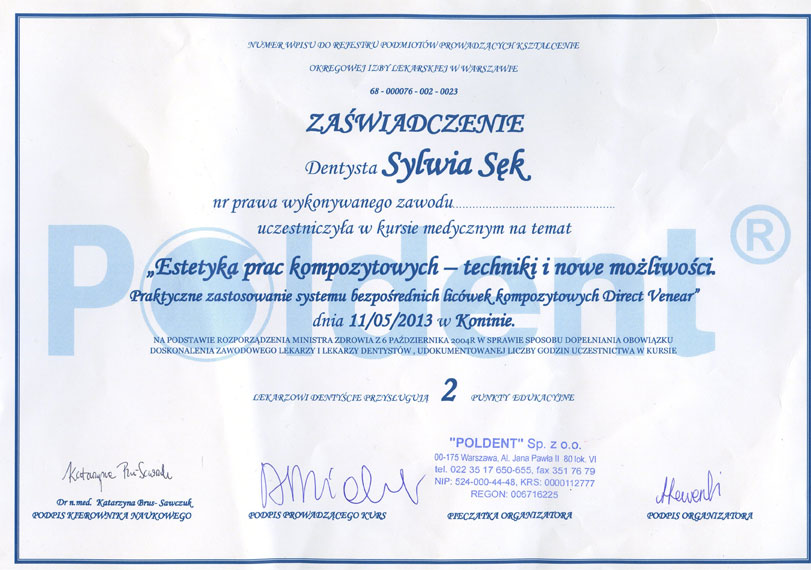 NUMER WPISU DO REJESTRU PODMIOTÓW PROWADZĄCYCH KSZTAŁCENIE
OKRĘGOWEJ IZBY LEKARSKIEJ W WARSZAWIE
68 - 000076 - 002 - 0023
ZAŚWIADCZENIE
Dentysta Sylwia Sęk
nr prawa wykonywanego zawodu........................................
uczestniczyła w kursie medycznym na temat
Poldent®
„Estetyka prac kompozytowych – techniki i nowe możliwości.
Praktyczne zastosowanie systemu bezpośrednich licówek kompozytowych Direct Venear”
dnia 11/05/2013 w Koninie.
NA PODSTAWIE ROZPORZĄDZENIA MINISTRA ZDROWIA Z 6 PAŹDZIERNIKA 2004R W SPRAWIE SPOSOBU DOPEŁNIANIA OBOWIĄZKU
DOSKONALENIA ZAWODOWEGO LEKARZY I LEKARZY DENTYSTÓW , UDOKUMENTOWANEJ LICZBY GODZIN UCZESTNICTWA W KURSIE
LEKARZOWI DENTYŚCIE PRZYSŁUGUJĄ 2 PUNKTY EDUKACYJNE
"POLDENT" Sp. z o.o.
00-175 Warszawa, Al. Jana Pawła II 80 lok. VI
tel. 022 35 17 650-655, fax 351 76 79
NIP: 524-000-44-48, KRS: 0000112777
REGON: 005716225
Dr n.med. Katarzyna Brus- Sawczuk
PODPIS KIEROWNIKA NAUKOWEGO
PODPIS PROWADZĄCEGO KURS
PIECZĄTKA ORGANIZATORA
PODPIS ORGANIZATORA